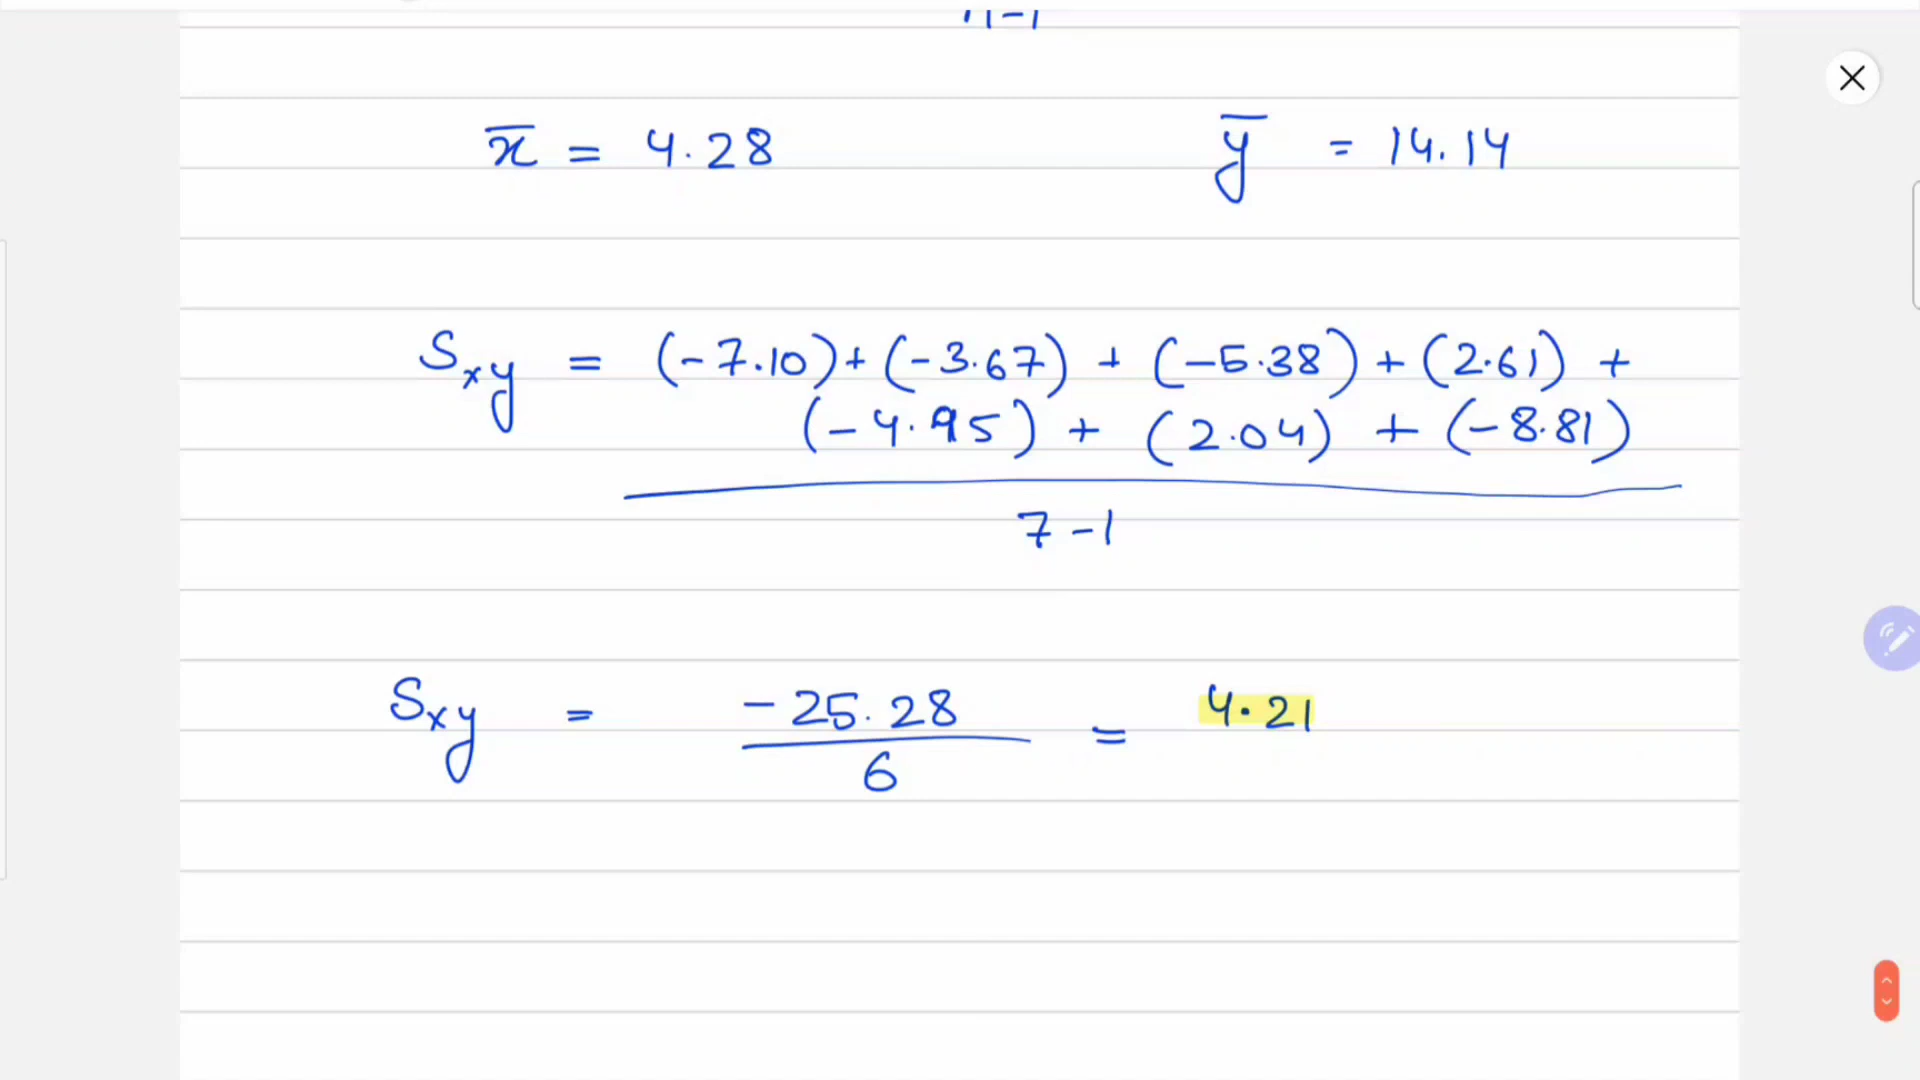 n-1
x̄ = 4.28 ȳ = 14.14
Sxy = (-7.10)+(-3.67) + (-5.38) + (2.61) +
(-4.95) + (2.04) + (-8.81)
7-1
Sxy = -25.28 / 6 = 4.21